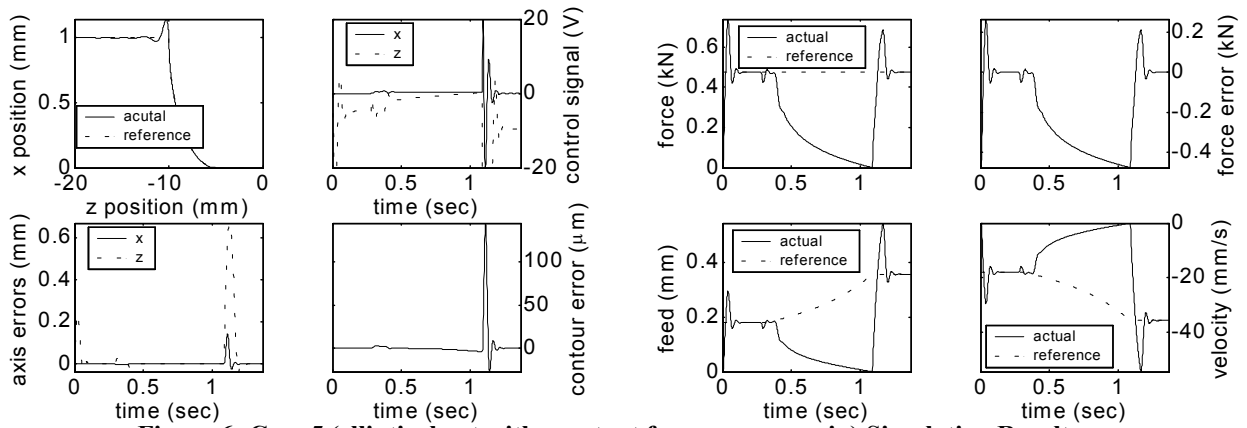 x position (mm)
1
0.5
0
-20
-10
0
z position (mm)
acutal
reference
20
0
-20
control signal (V)
x
z
0
0.5
1
time (sec)
0.6
0.4
0.2
0
force (kN)
actual
reference
0
0.5
1
0.2
0
-0.2
-0.4
force error (kN)
0
0.5
1
axis errors (mm)
0.6
0.4
0.2
0
x
z
0
0.5
1
time (sec)
100
50
0
contour error (μm)
0
0.5
1
time (sec)
feed (mm)
0.4
0.2
0
actual
reference
0
0.5
1
time (sec)
0
-20
-40
velocity (mm/s)
actual
reference
0
0.5
1
time (sec)